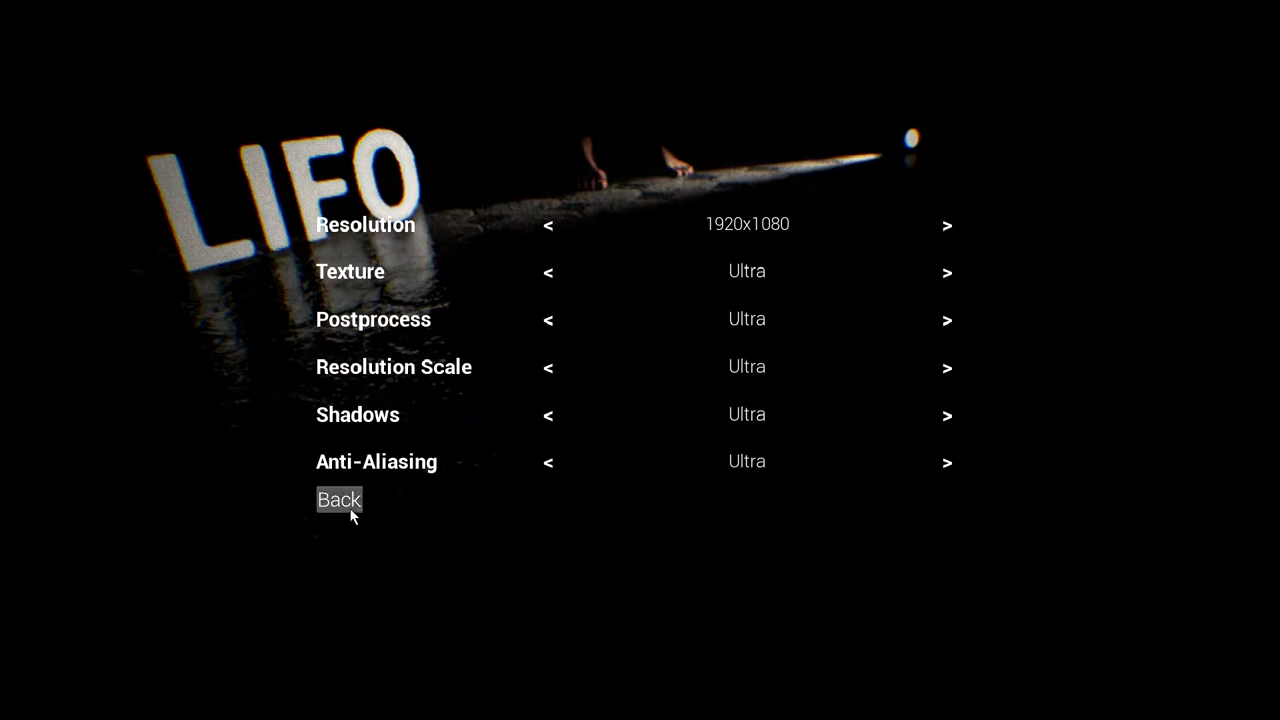 LIFO
Resolution < 1920x1080 >
Texture < Ultra >
Postprocess < Ultra >
Resolution Scale < Ultra >
Shadows < Ultra >
Anti-Aliasing < Ultra >
Back